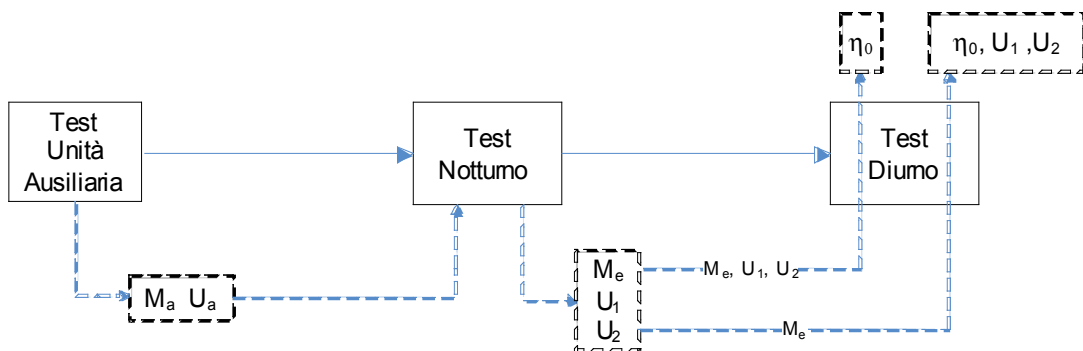 η₀
η₀, U₁ ,U₂
Test
Unità
Ausiliaria
Test
Notturno
Test
Diurno
Mₐ Uₐ
Mₑ
U₁
U₂
Mₑ, U₁, U₂
Mₑ